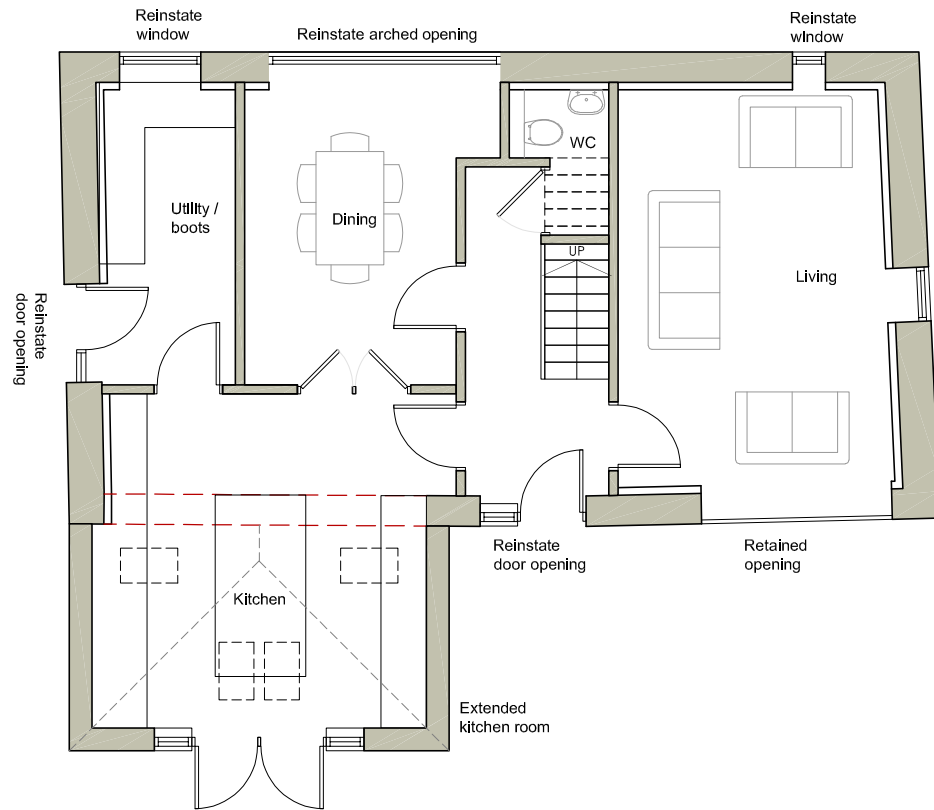 Reinstate
window
Reinstate arched opening
Reinstate
window
WC
Utility /
boots
Dining
UP
Living
Reinstate
door opening
Reinstate
door opening
Retained
opening
Kitchen
Extended
kitchen room